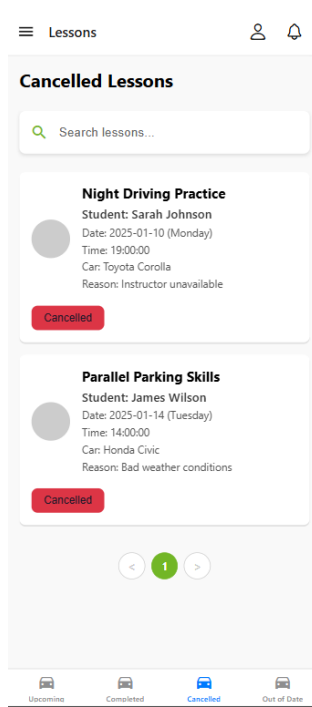 Lessons
Cancelled Lessons
Search lessons...
Night Driving Practice
Student: Sarah Johnson
Date: 2025-01-10 (Monday)
Time: 19:00:00
Car: Toyota Corolla
Reason: Instructor unavailable
Cancelled
Parallel Parking Skills
Student: James Wilson
Date: 2025-01-14 (Tuesday)
Time: 14:00:00
Car: Honda Civic
Reason: Bad weather conditions
Cancelled
< 1 >
Upcoming Completed Cancelled Out of Date